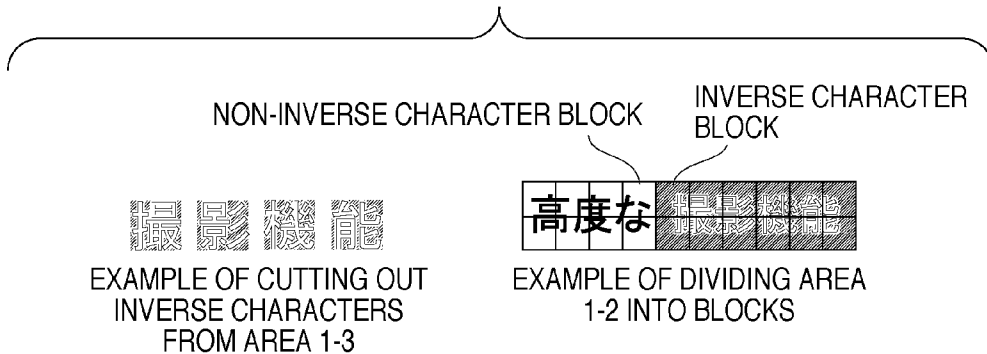 NON-INVERSE CHARACTER BLOCK
INVERSE CHARACTER
BLOCK
撮影機能
高度な撮影機能
EXAMPLE OF CUTTING OUT
INVERSE CHARACTERS
FROM AREA 1-3
EXAMPLE OF DIVIDING AREA
1-2 INTO BLOCKS